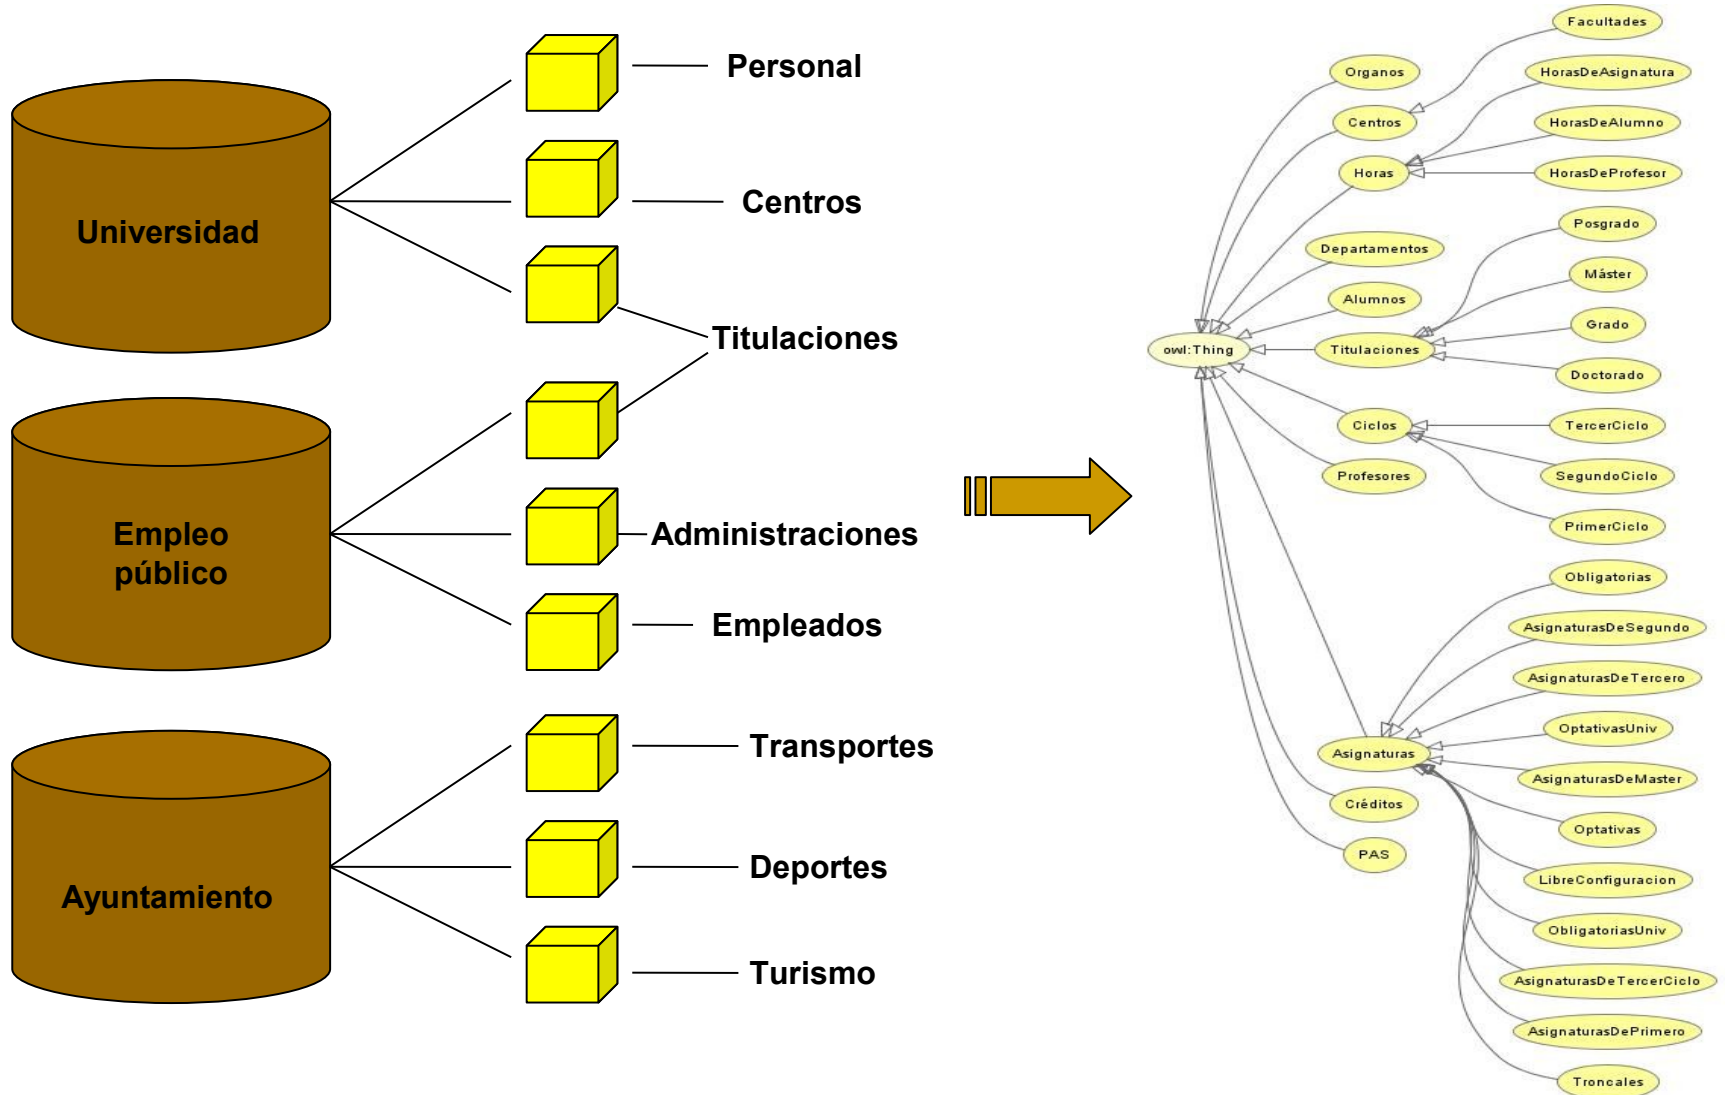 Universidad
Empleo
público
Ayuntamiento
Personal
Centros
Titulaciones
Administraciones
Empleados
Transportes
Deportes
Turismo
owl:Thing
Organos
Centros
Horas
Departamentos
Alumnos
Titulaciones
Ciclos
Profesores
Asignaturas
Créditos
PAS
Facultades
HorasDeAsignatura
HorasDeAlumno
HorasDeProfesor
Posgrado
Máster
Grado
Doctorado
TercerCiclo
SegundoCiclo
PrimerCiclo
Obligatorias
AsignaturasDeSegundo
AsignaturasDeTercero
OptativasUniv
AsignaturasDeMaster
Optativas
LibreConfiguracion
ObligatoriasUniv
AsignaturasDeTercerCiclo
AsignaturasDePrimero
Troncales